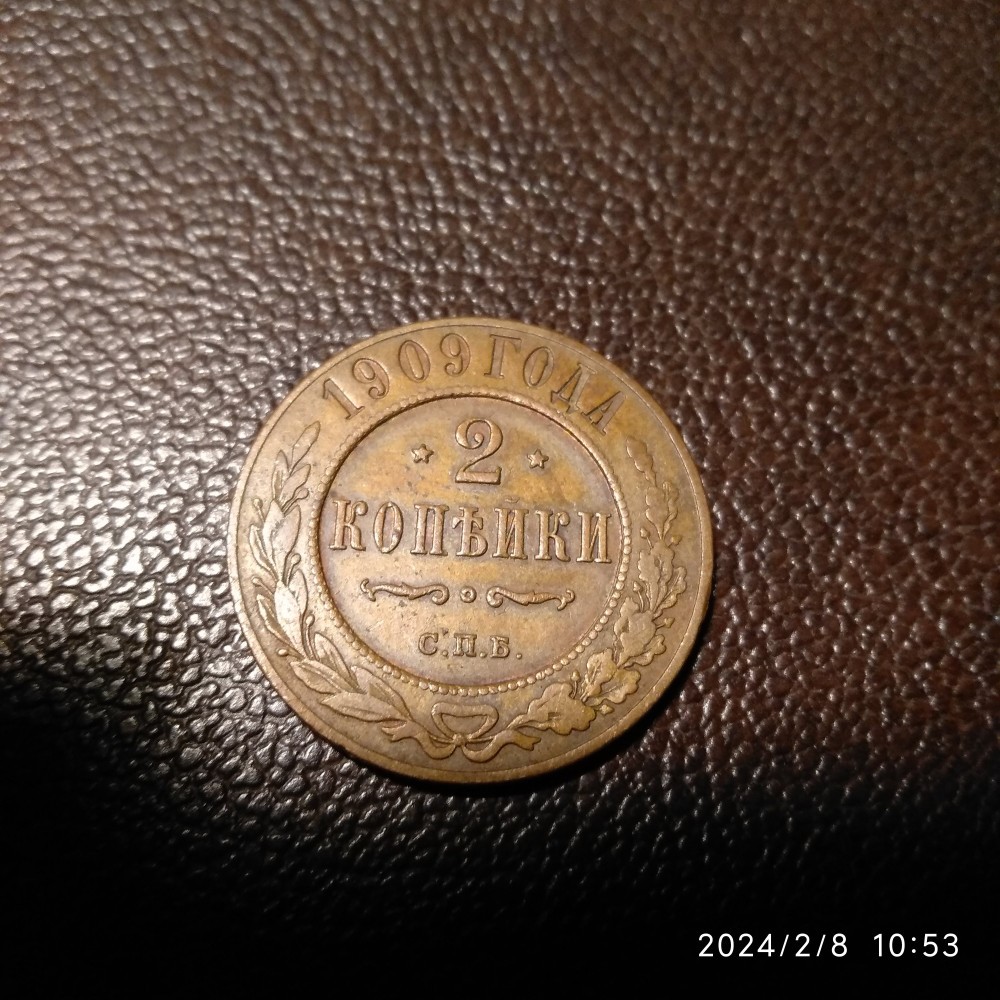 1909 ГОДА
2
КОПѢЙКИ
С.П.Б.
2024/2/8 10:53